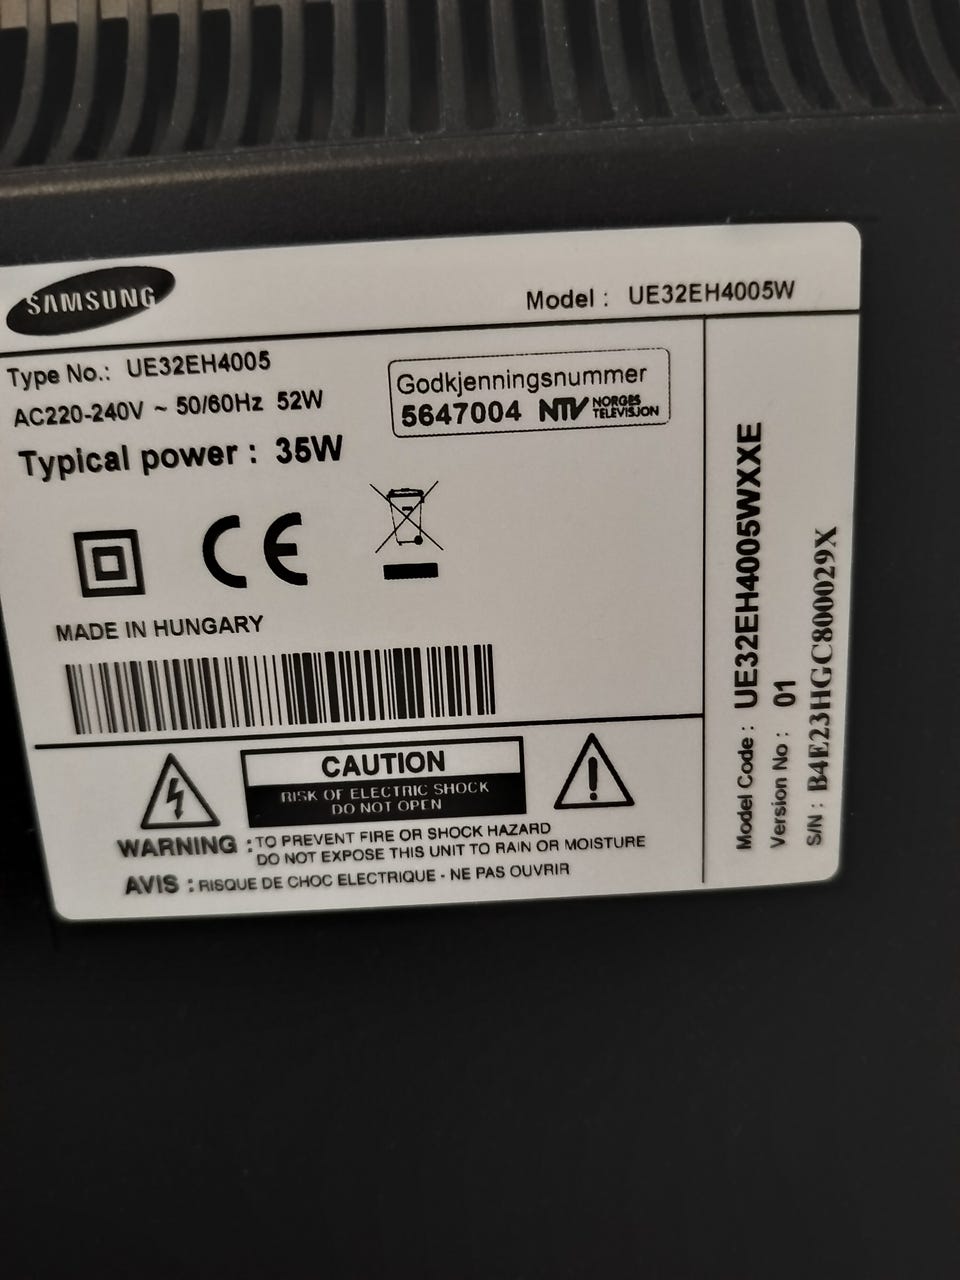 SAMSUNG
Model : UE32EH4005W
Type No.: UE32EH4005
AC220-240V ~ 50/60Hz 52W
Typical power : 35W
Godkjenningsnummer
5647004 NTV NORGES TELEVISJON
CE
MADE IN HUNGARY
CAUTION
RISK OF ELECTRIC SHOCK
DO NOT OPEN
WARNING : TO PREVENT FIRE OR SHOCK HAZARD
DO NOT EXPOSE THIS UNIT TO RAIN OR MOISTURE
AVIS : RISQUE DE CHOC ELECTRIQUE - NE PAS OUVRIR
Model Code : UE32EH4005WXXE
Version No : 01
S/N : B4E23HGC800029X